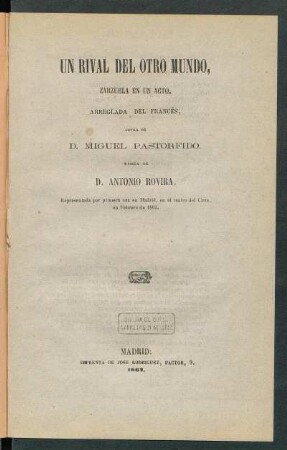 UN RIVAL DEL OTRO MUNDO,
ZARZUELA EN UN ACTO,
ARREGLADA DEL FRANCÉS,
LETRA DE
D. MIGUEL PASTORFIDO
MÚSICA DE
D. ANTONIO ROVIRA.
Representada por primera vez en Madrid, en el teatro del Circo,
en Febrero de
MADRID:
IMPRENTA DE JOSÉ RODRIGUEZ, FACTOR, 9.